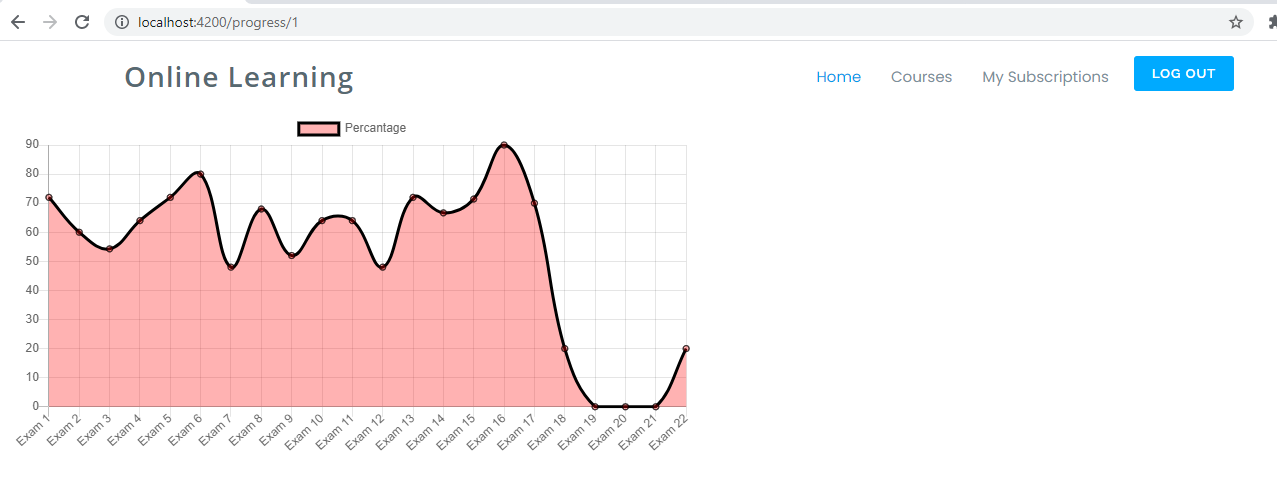 localhost:4200/progress/1
Online Learning
Home Courses My Subscriptions LOG OUT
Percantage
90
80
70
60
50
40
30
20
10
0
Exam 1 Exam 2 Exam 3 Exam 4 Exam 5 Exam 6 Exam 7 Exam 8 Exam 9 Exam 10 Exam 11 Exam 12 Exam 13 Exam 14 Exam 15 Exam 16 Exam 17 Exam 18 Exam 19 Exam 20 Exam 21 Exam 22